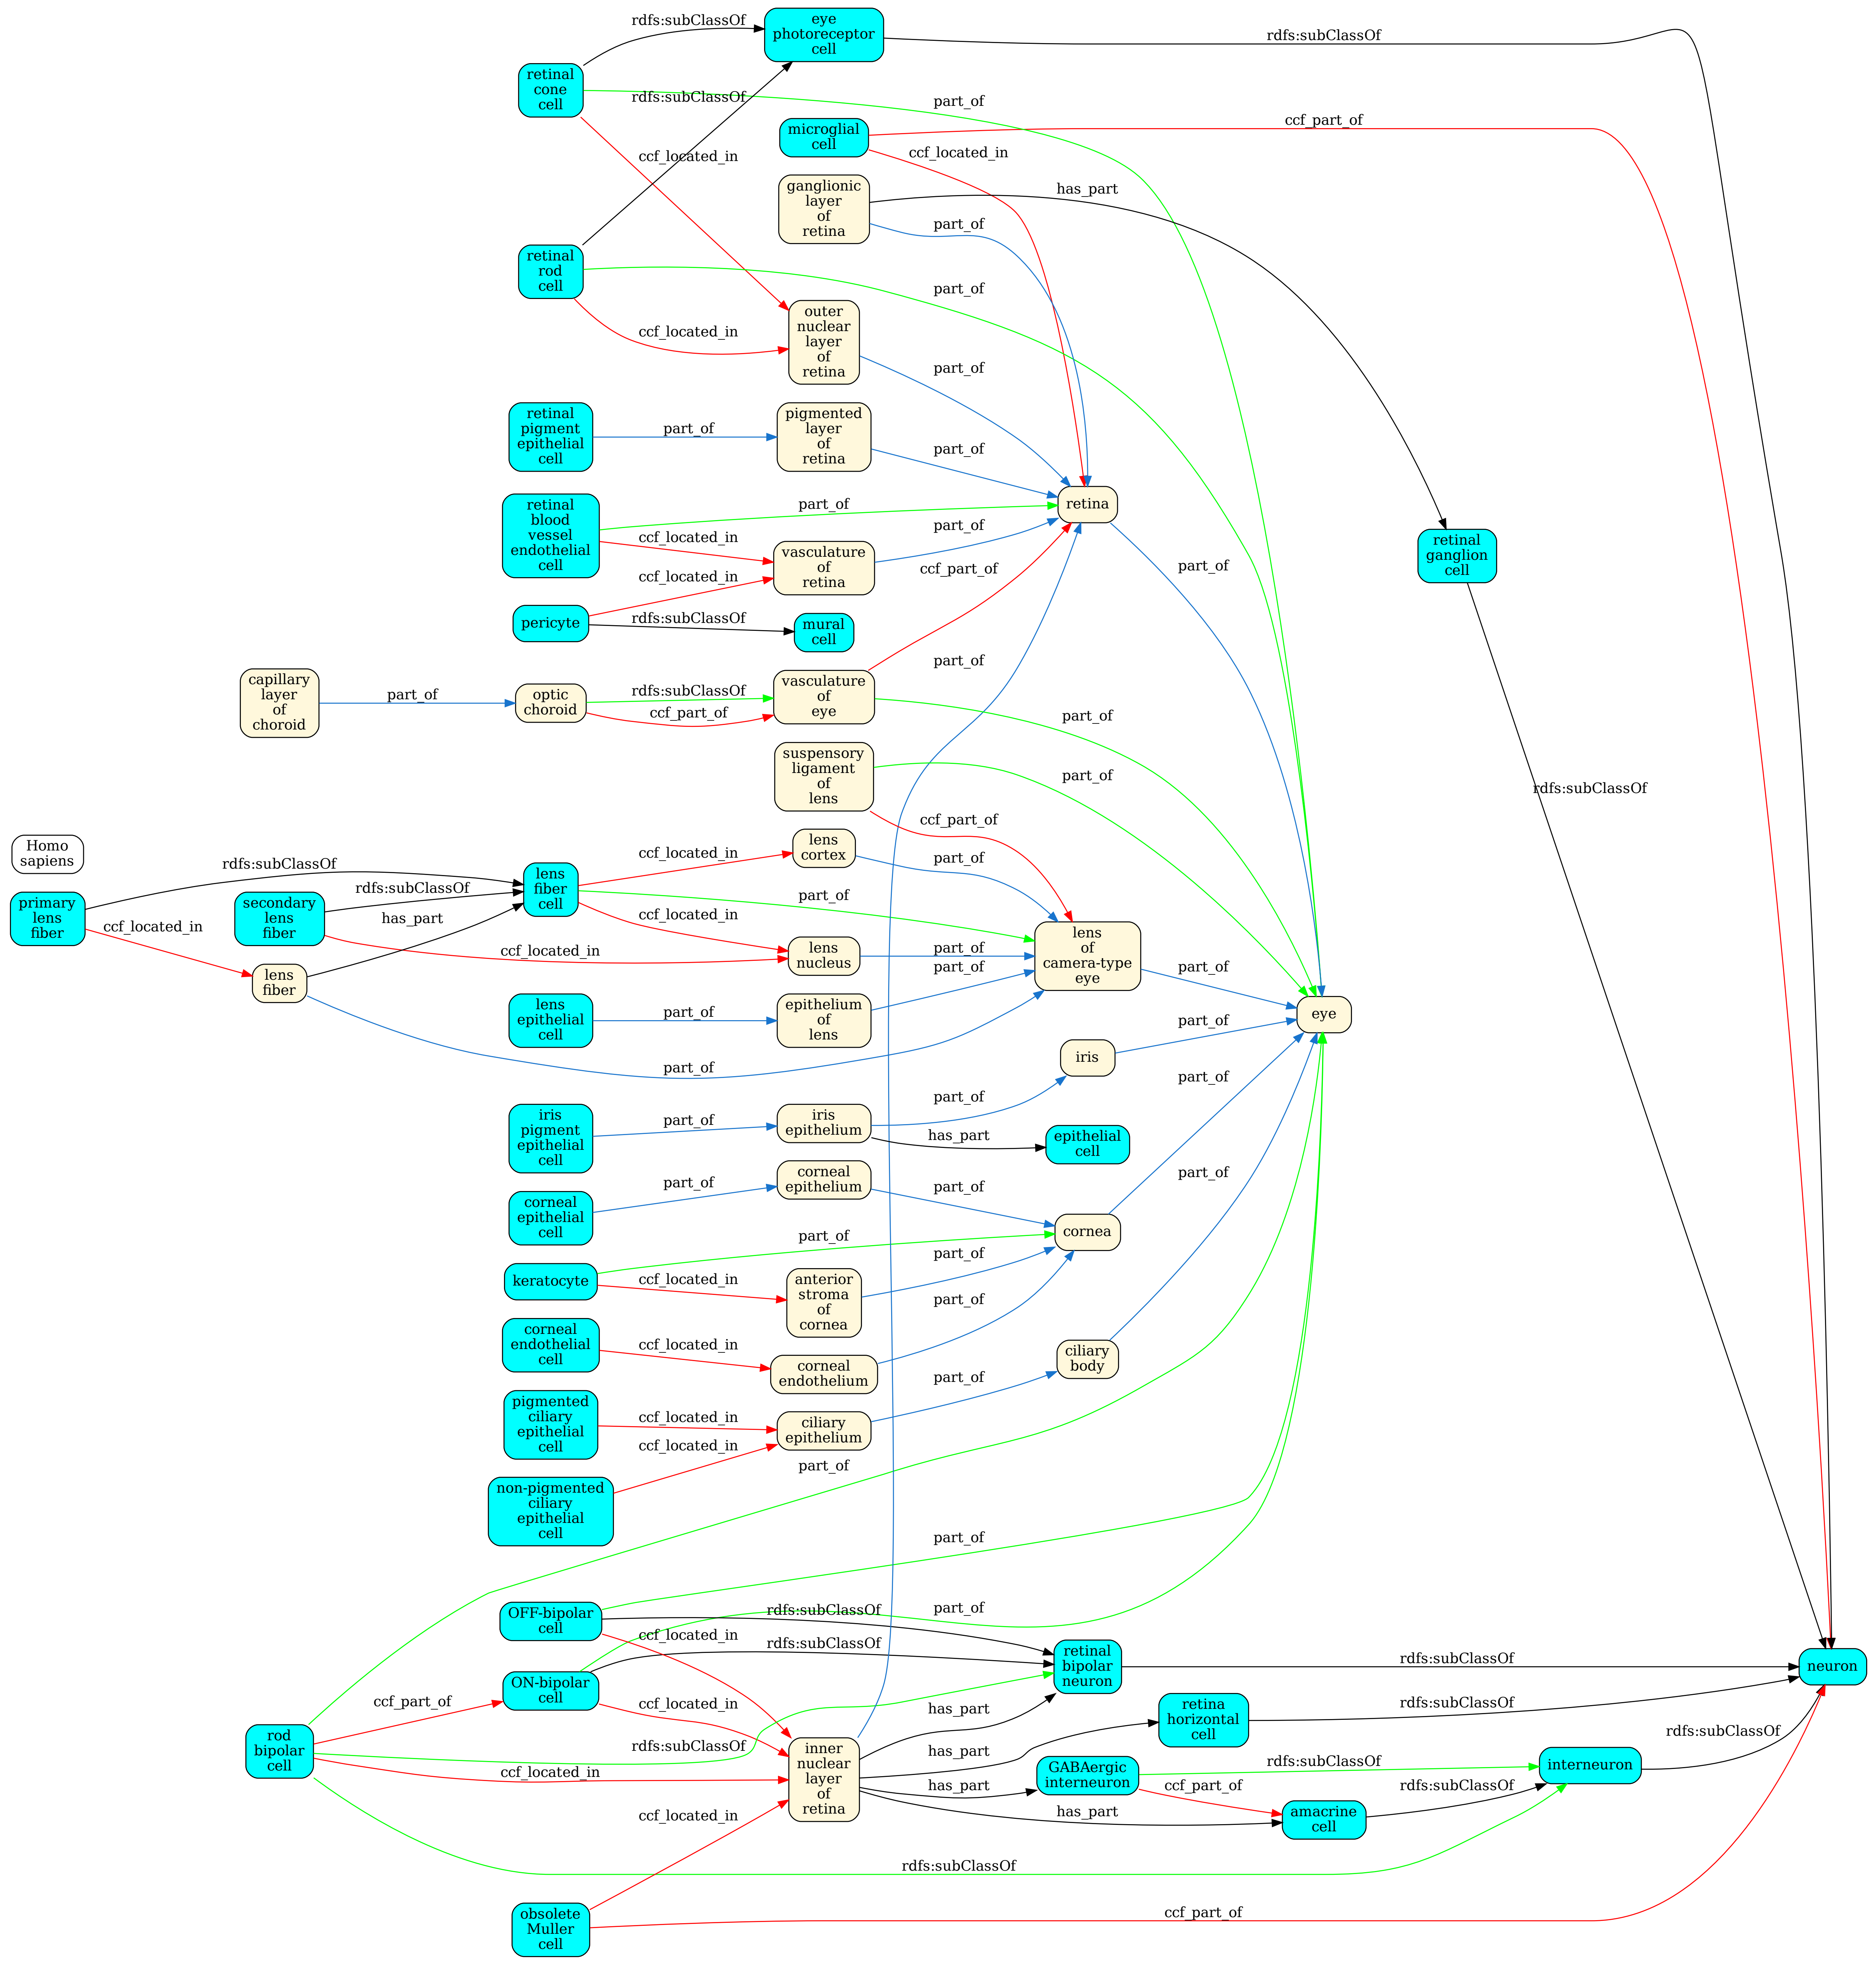 rdfs:subClassOf
eye
photoreceptor
cell
rdfs:subClassOf
retinal
cone
cell
rdfs:subClassOf
part_of
microglial
cell
ccf_part_of
ccf_located_in
ccf_located_in
ganglionic
layer
of
retina
has_part
part_of
retinal
rod
cell
part_of
ccf_located_in
outer
nuclear
layer
of
retina
part_of
retinal
pigment
epithelial
cell
part_of
pigmented
layer
of
retina
part_of
retina
retinal
blood
vessel
endothelial
cell
part_of
ccf_located_in
vasculature
of
retina
part_of
retinal
ganglion
cell
ccf_located_in
ccf_part_of
part_of
pericyte
rdfs:subClassOf
mural
cell
part_of
capillary
layer
of
choroid
part_of
optic
choroid
rdfs:subClassOf
ccf_part_of
vasculature
of
eye
part_of
suspensory
ligament
of
lens
part_of
rdfs:subClassOf
ccf_part_of
Homo
sapiens
rdfs:subClassOf
lens
cortex
ccf_located_in
part_of
primary
lens
fiber
secondary
lens
fiber
rdfs:subClassOf
lens
fiber
cell
part_of
ccf_located_in
has_part
ccf_located_in
ccf_located_in
lens
nucleus
part_of
lens
of
camera-type
eye
part_of
lens
fiber
part_of
lens
epithelial
cell
part_of
epithelium
of
lens
eye
part_of
iris
part_of
part_of
part_of
iris
pigment
epithelial
cell
part_of
iris
epithelium
part_of
has_part
epithelial
cell
corneal
epithelial
cell
part_of
corneal
epithelium
part_of
cornea
part_of
keratocyte
part_of
ccf_located_in
anterior
stroma
of
cornea
part_of
part_of
corneal
endothelial
cell
ccf_located_in
corneal
endothelium
ciliary
body
part_of
pigmented
ciliary
epithelial
cell
ccf_located_in
ciliary
epithelium
ccf_located_in
part_of
non-pigmented
ciliary
epithelial
cell
part_of
OFF-bipolar
cell
rdfs:subClassOf
part_of
ccf_located_in
rdfs:subClassOf
retinal
bipolar
neuron
rdfs:subClassOf
neuron
ON-bipolar
cell
ccf_part_of
ccf_located_in
has_part
retina
horizontal
cell
rdfs:subClassOf
rod
bipolar
cell
rdfs:subClassOf
ccf_located_in
inner
nuclear
layer
of
retina
has_part
has_part
has_part
GABAergic
interneuron
rdfs:subClassOf
ccf_part_of
amacrine
cell
rdfs:subClassOf
interneuron
rdfs:subClassOf
ccf_located_in
rdfs:subClassOf
obsolete
Muller
cell
ccf_part_of